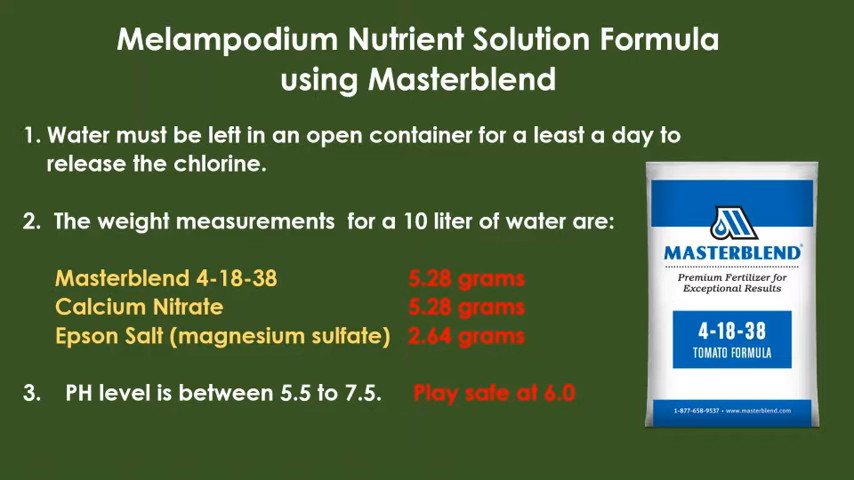 Melampodium Nutrient Solution Formula
using Masterblend
1. Water must be left in an open container for a least a day to
release the chlorine.
2. The weight measurements for a 10 liter of water are:
Masterblend 4-18-38 5.28 grams
Calcium Nitrate 5.28 grams
Epson Salt (magnesium sulfate) 2.64 grams
3. PH level is between 5.5 to 7.5. Play safe at 6.0
MASTERBLEND®
Premium Fertilizer for
Exceptional Results
4-18-38
TOMATO FORMULA
1-877-658-9537 • www.masterblend.com